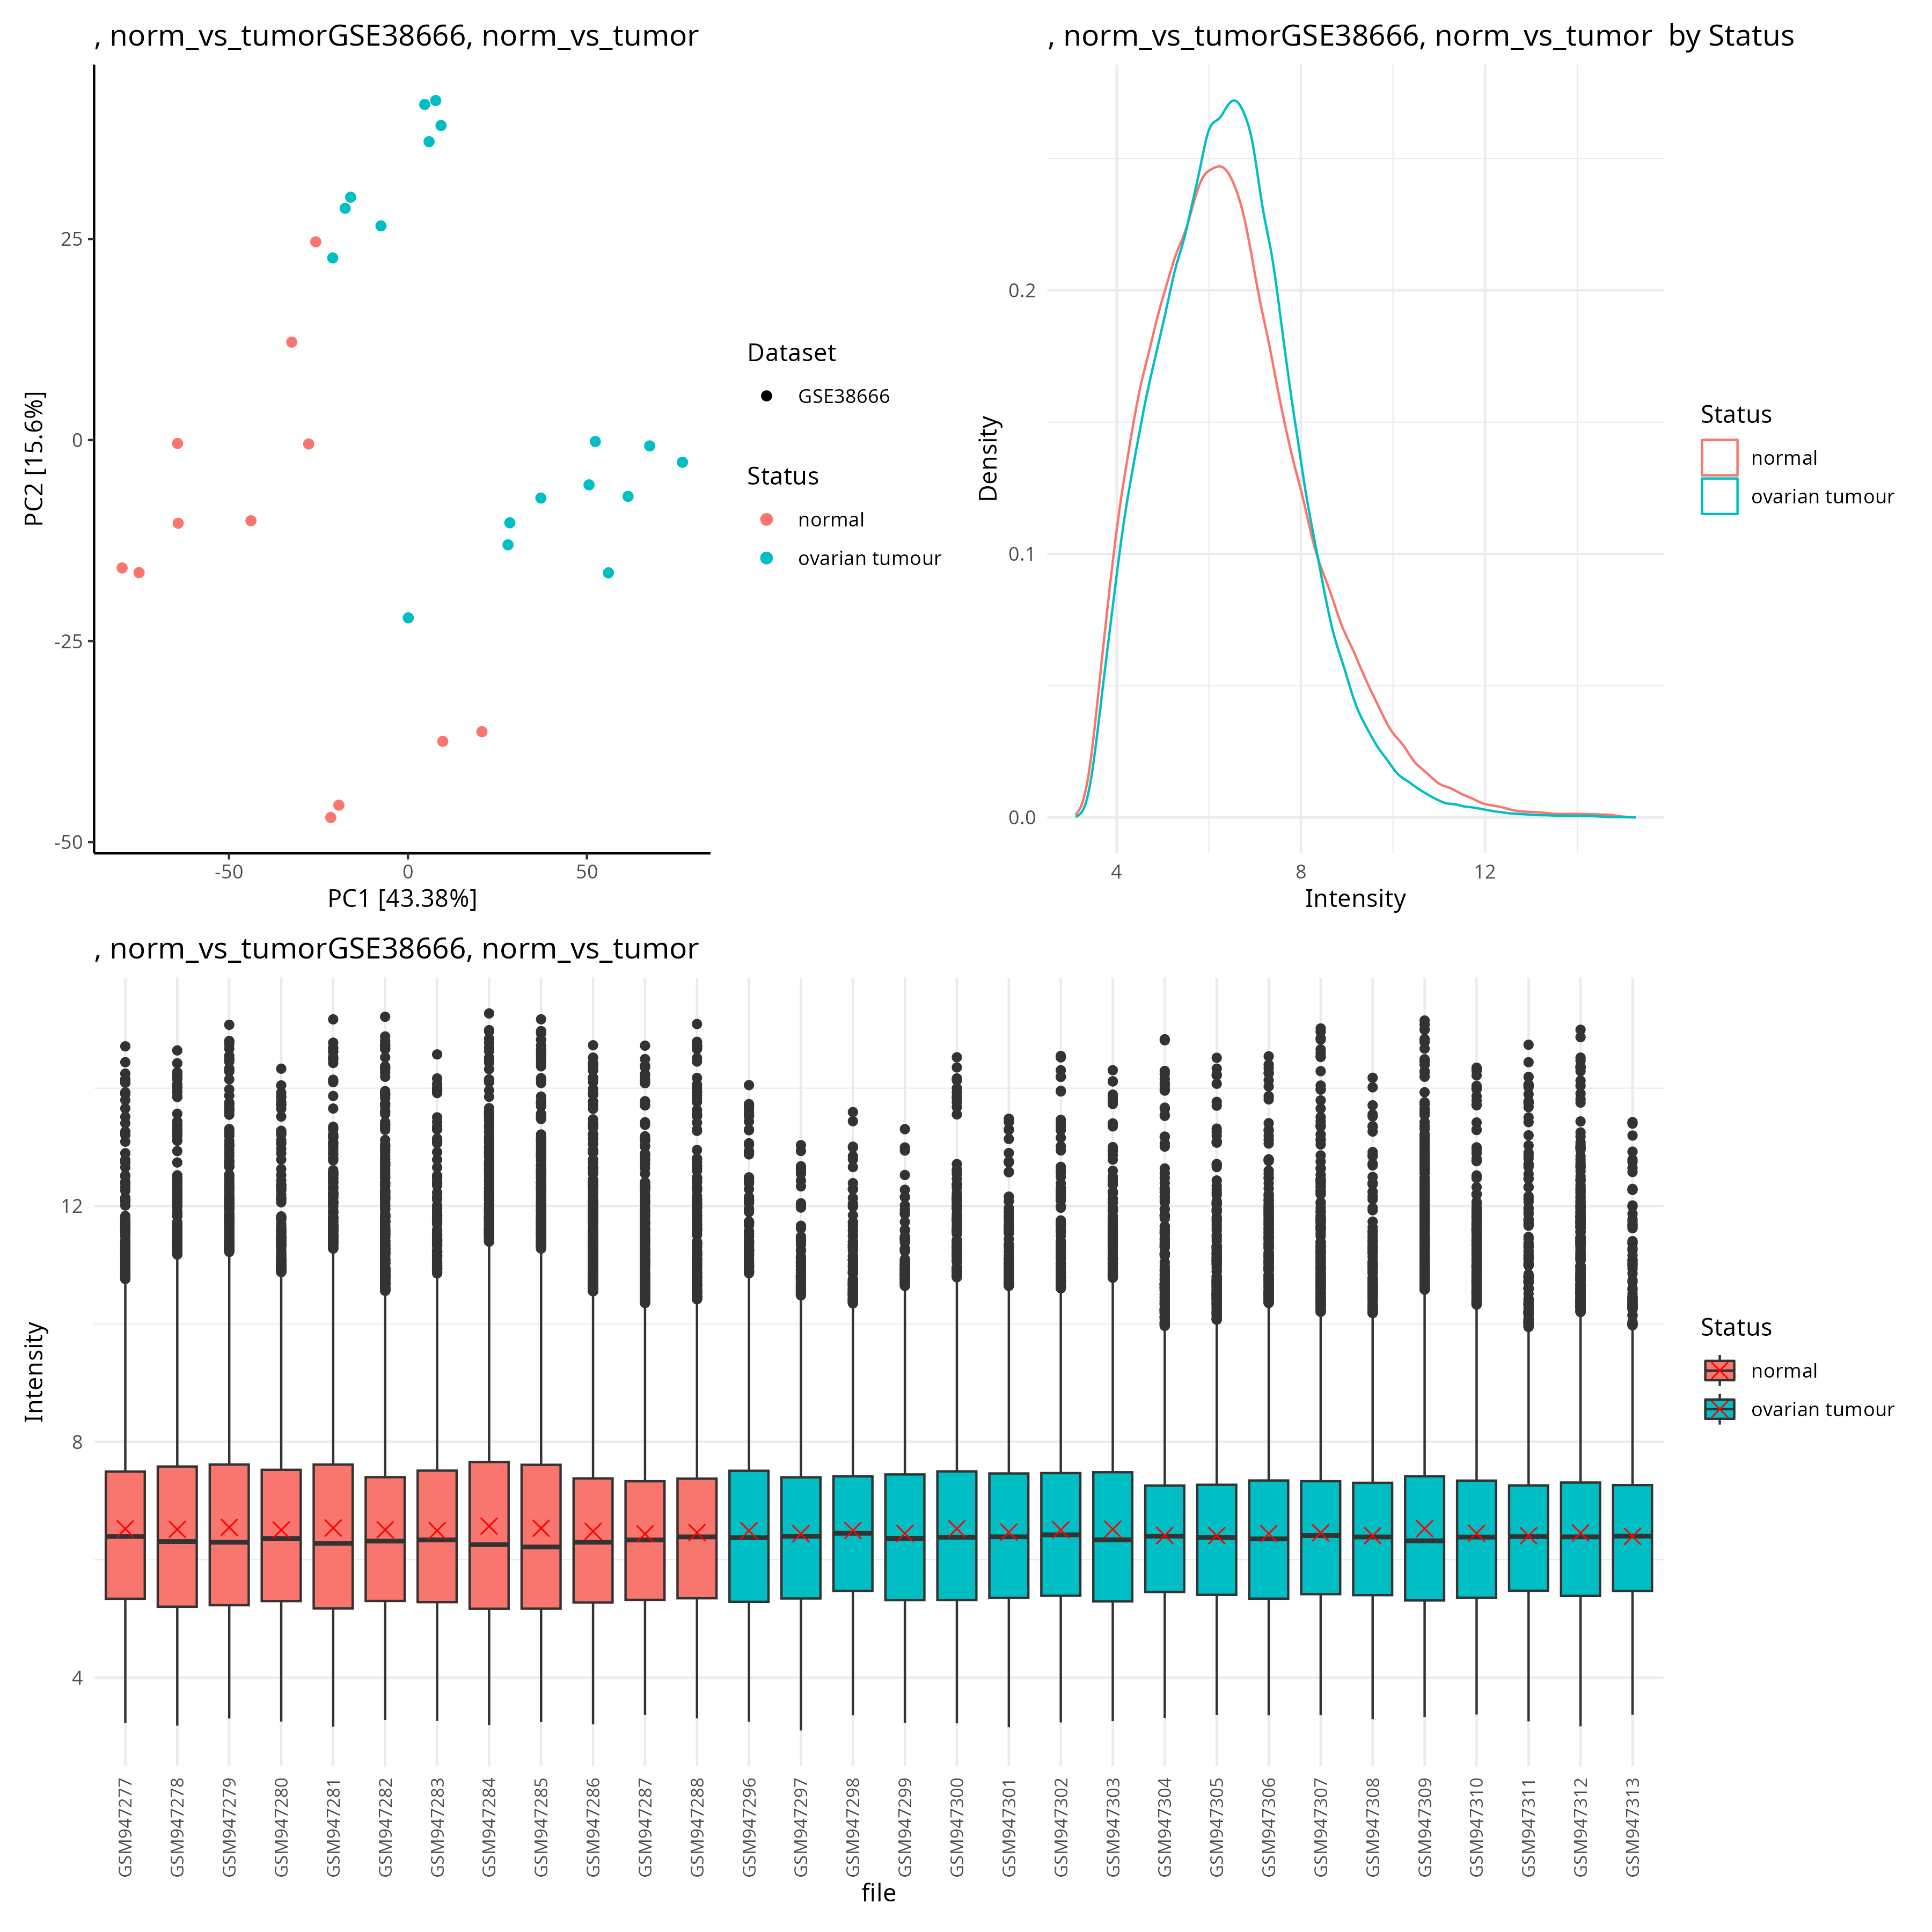 , norm_vs_tumorGSE38666, norm_vs_tumor
25
0
-25
-50
PC2 [15.6%]
-50
0
50
PC1 [43.38%]
Dataset
GSE38666
Status
normal
ovarian tumour
, norm_vs_tumorGSE38666, norm_vs_tumor  by Status
0.2
0.1
0.0
Density
4
8
12
Intensity
Status
normal
ovarian tumour
, norm_vs_tumorGSE38666, norm_vs_tumor
12
8
4
Intensity
GSM947277
GSM947278
GSM947279
GSM947280
GSM947281
GSM947282
GSM947283
GSM947284
GSM947285
GSM947286
GSM947287
GSM947288
GSM947296
GSM947297
GSM947298
GSM947299
GSM947300
GSM947301
GSM947302
GSM947303
GSM947304
GSM947305
GSM947306
GSM947307
GSM947308
GSM947309
GSM947310
GSM947311
GSM947312
GSM947313
file
Status
normal
ovarian tumour